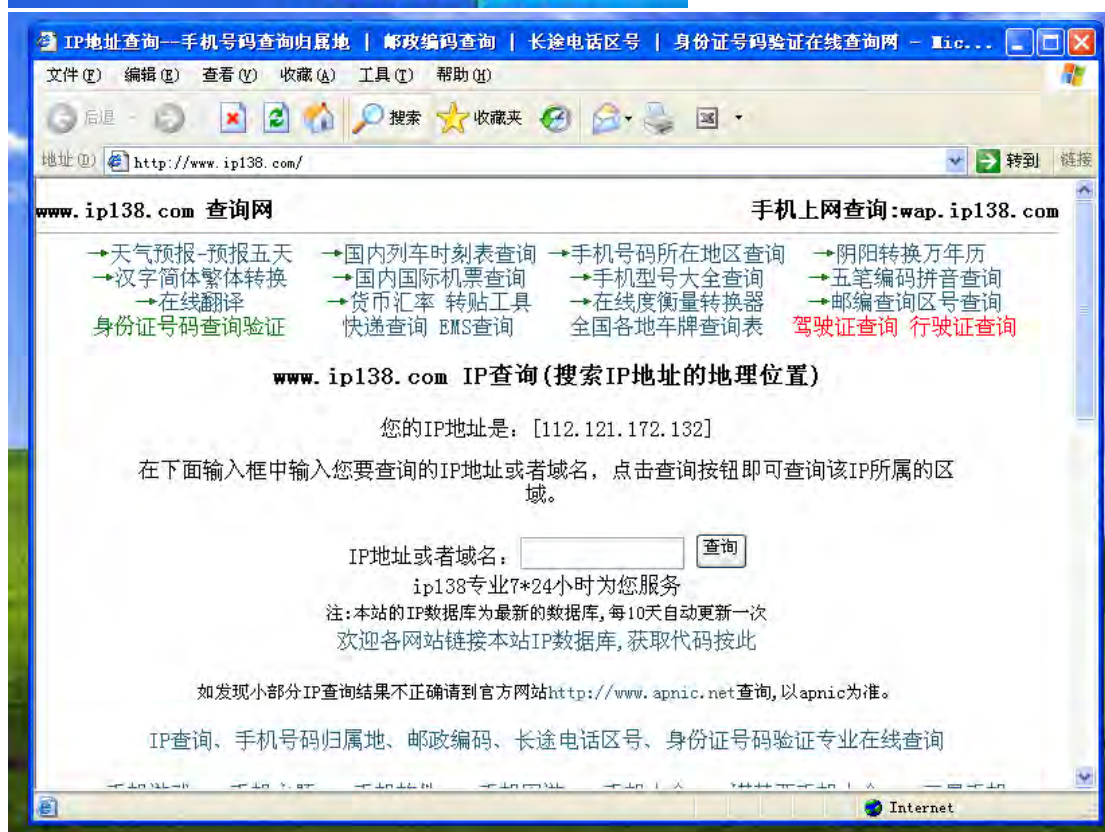 IP地址查询--手机号码查询归属地 | 邮政编码查询 | 长途电话区号 | 身份证号码验证在线查询网 - Mic...
文件(F) 编辑(E) 查看(V) 收藏(A) 工具(T) 帮助(H)
后退 搜索 收藏夹
地址(D) http://www.ip138.com/ 转到 链接
www.ip138.com 查询网 手机上网查询:wap.ip138.com
→天气预报-预报五天 →国内列车时刻表查询 →手机号码所在地区查询 →阴阳转换万年历
→汉字简体繁体转换 →国内国际机票查询 →手机型号大全查询 →五笔编码拼音查询
→在线翻译 →货币汇率 转贴工具 →在线度衡量转换器 →邮编查询区号查询
身份证号码查询验证 快递查询 EMS查询 全国各地车牌查询表 驾驶证查询 行驶证查询
www.ip138.com IP查询(搜索IP地址的地理位置)
您的IP地址是：[112.121.172.132]
在下面输入框中输入您要查询的IP地址或者域名，点击查询按钮即可查询该IP所属的区
域。
IP地址或者域名： 查询
ip138专业7*24小时为您服务
注:本站的IP数据库为最新的数据库,每10天自动更新一次
欢迎各网站链接本站IP数据库,获取代码按此
如发现小部分IP查询结果不正确请到官方网站http://www.apnic.net查询,以apnic为准。
IP查询、手机号码归属地、邮政编码、长途电话区号、身份证号码验证专业在线查询
Internet